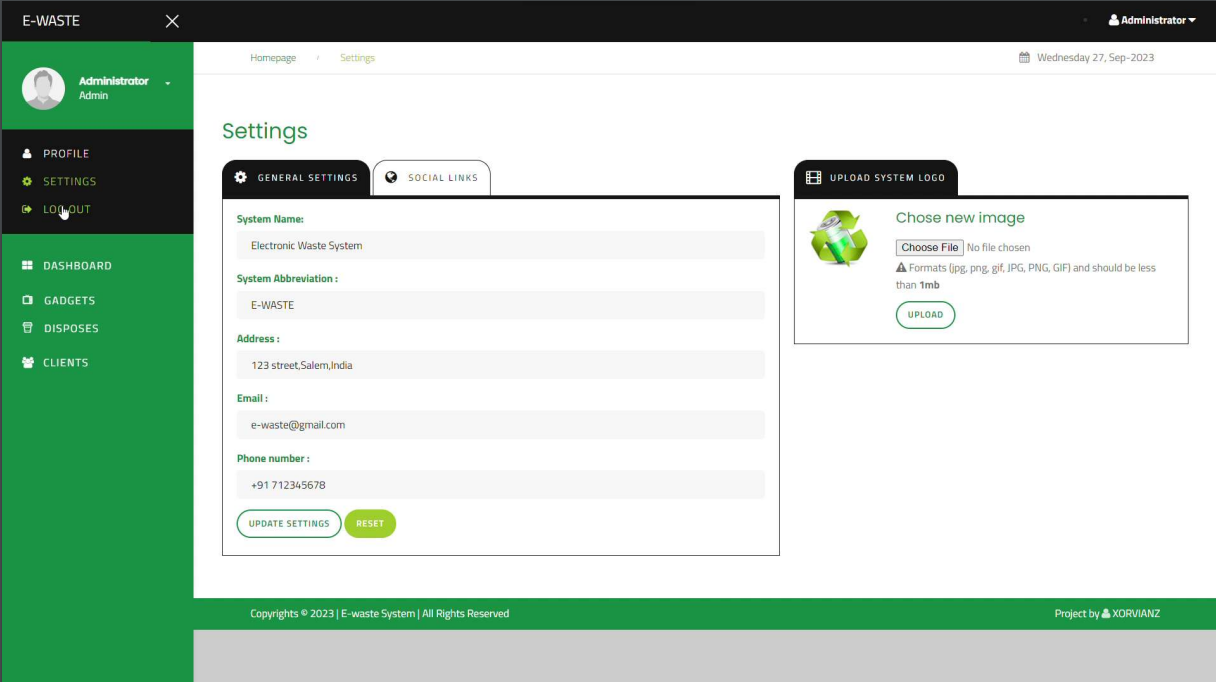 E-WASTE
Administrator
Administrator
Admin
PROFILE
SETTINGS
LOGOUT
DASHBOARD
GADGETS
DISPOSES
CLIENTS
Homepage / Settings
Wednesday 27, Sep-2023
Settings
GENERAL SETTINGS
SOCIAL LINKS
System Name:
Electronic Waste System
System Abbreviation :
E-WASTE
Address :
123 street,Salem,India
Email :
e-waste@gmail.com
Phone number :
+91 712345678
UPDATE SETTINGS
RESET
UPLOAD SYSTEM LOGO
Chose new image
Choose File No file chosen
Formats (jpg, png, gif, JPG, PNG, GIF) and should be less
than 1mb
UPLOAD
Copyrights © 2023 | E-waste System | All Rights Reserved
Project by XORVIANZ